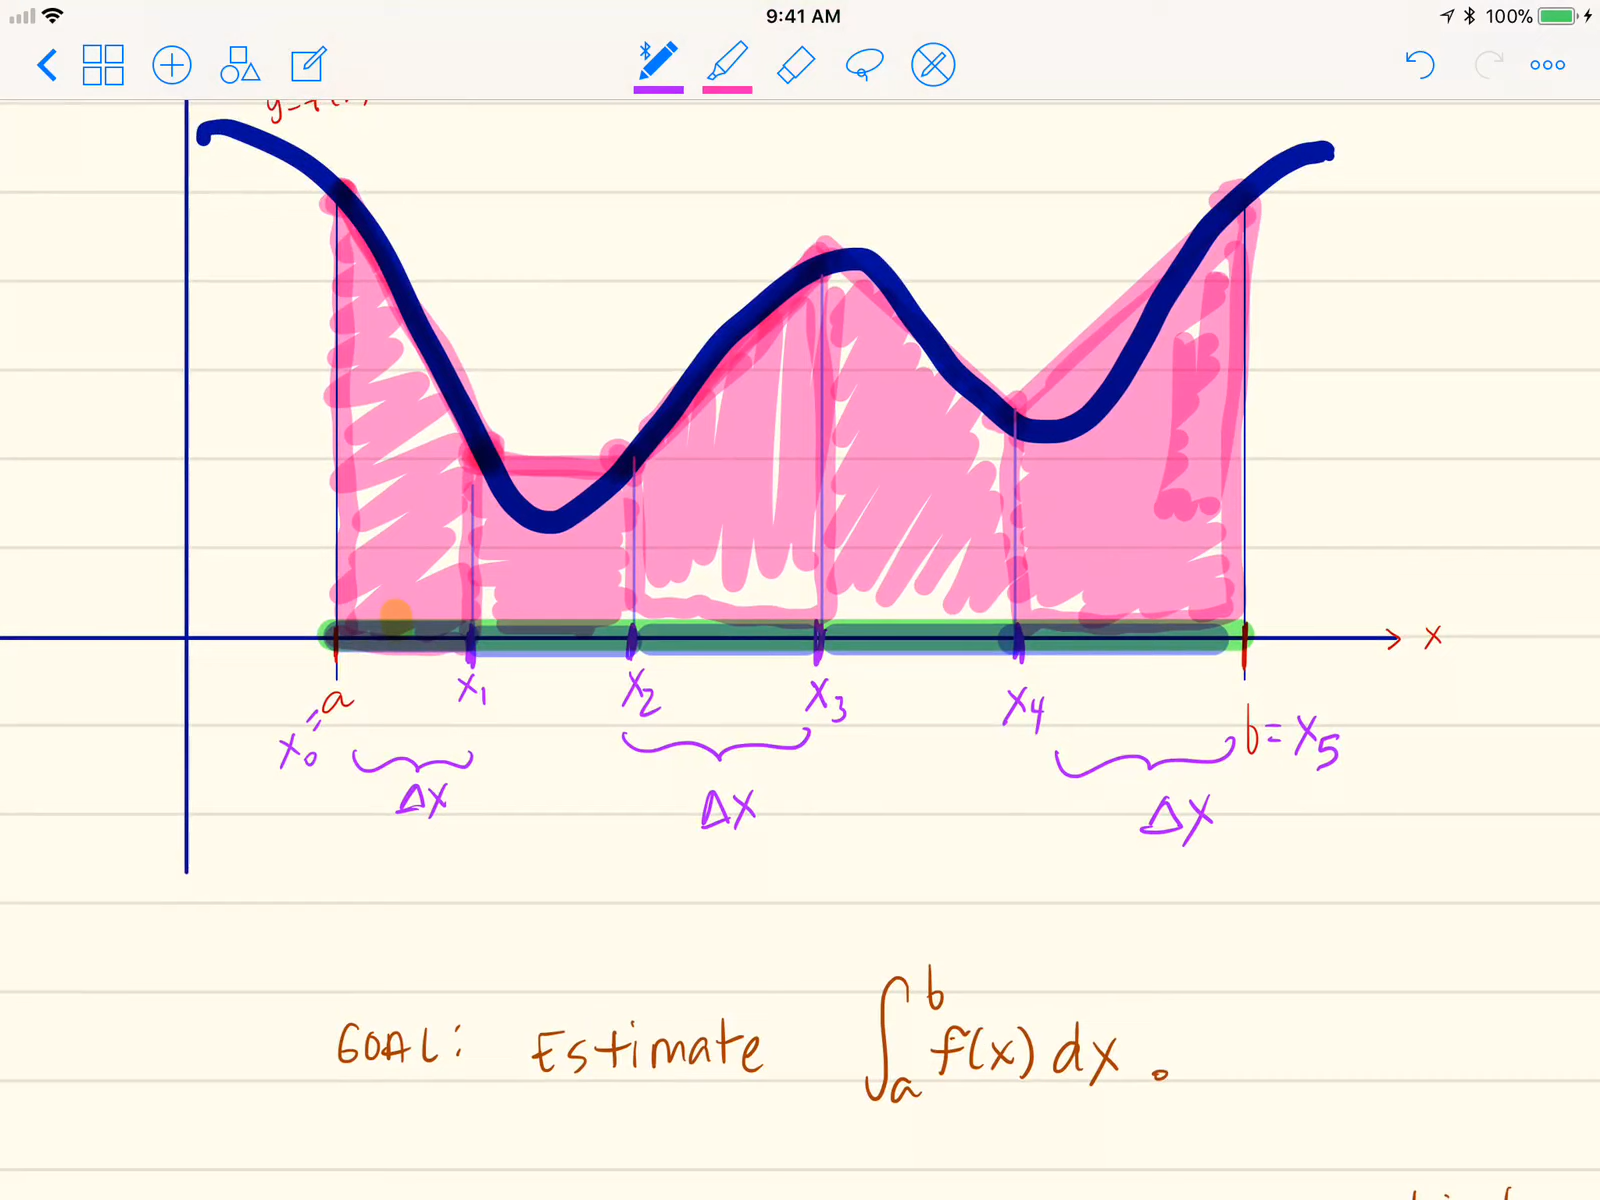 9:41 AM
100%
x
a
x₁
x₂
x₃
x₄
b = x₅
x₀ =
Δx
Δx
Δx
GOAL: Estimate ∫ₐᵇ f(x) dx.